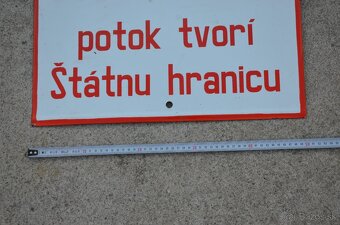 potok tvorí
Štátnu hranicu